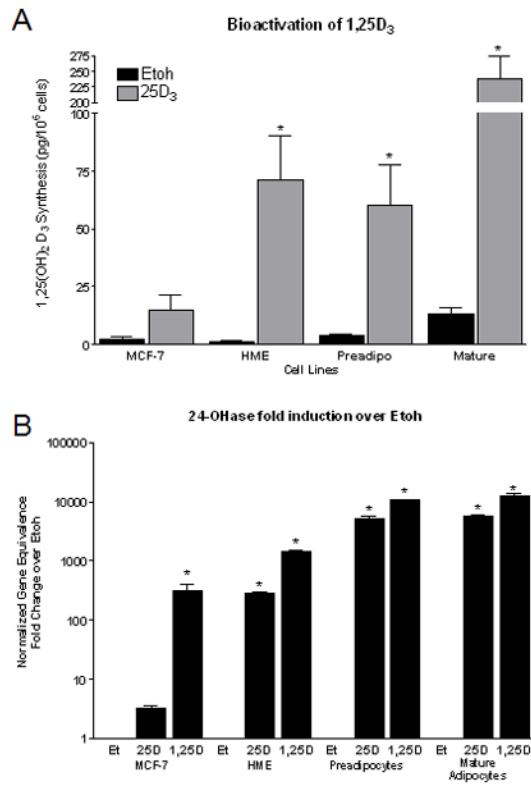 A
Bioactivation of 1,25D₃
Etoh
25D₃
1,25(OH)₂ D₃ Synthesis (pg/10⁶ cells)
275
250
225
200
100
75
50
25
0
*
*
*
MCF-7
HME
Preadipo
Mature
Cell Lines
B
24-OHase fold induction over Etoh
Normalized Gene Equivalence
Fold Change over Etoh
100000
10000
1000
100
10
1
*
*
*
*
*
*
*
Et 25D 1,25D Et 25D 1,25D Et 25D 1,25D Et 25D 1,25D
MCF-7
HME
Preadipocytes
Mature
Adipocytes